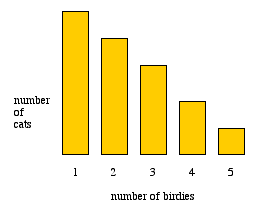 number
of
cats
1 2 3 4 5
number of birdies